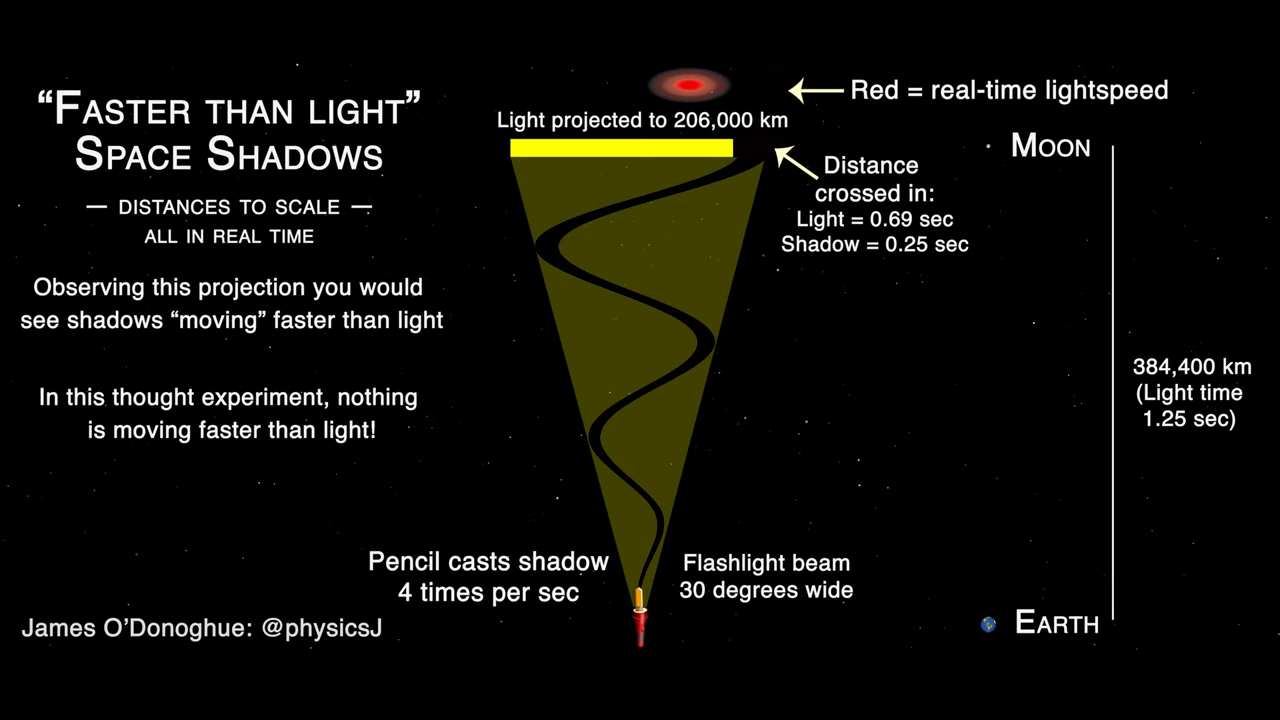 “FASTER THAN LIGHT”
SPACE SHADOWS
— DISTANCES TO SCALE —
ALL IN REAL TIME
Observing this projection you would
see shadows “moving” faster than light
In this thought experiment, nothing
is moving faster than light!
James O’Donoghue: @physicsJ
Light projected to 206,000 km
Red = real-time lightspeed
Distance
crossed in:
Light = 0.69 sec
Shadow = 0.25 sec
Pencil casts shadow
4 times per sec
Flashlight beam
30 degrees wide
MOON
384,400 km
(Light time
1.25 sec)
EARTH